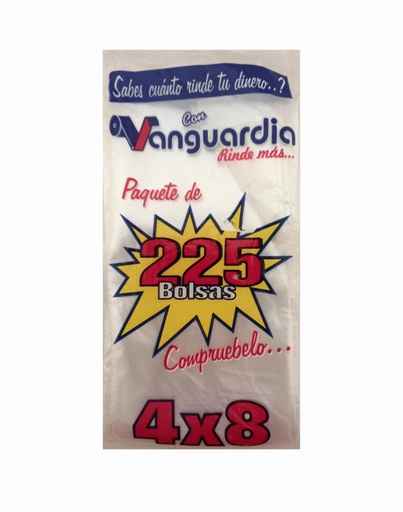 Sabes cuánto rinde tu dinero..?
Con
Vanguardia
Rinde más...
Paquete de
225
Bolsas
Compruebelo...
4x8